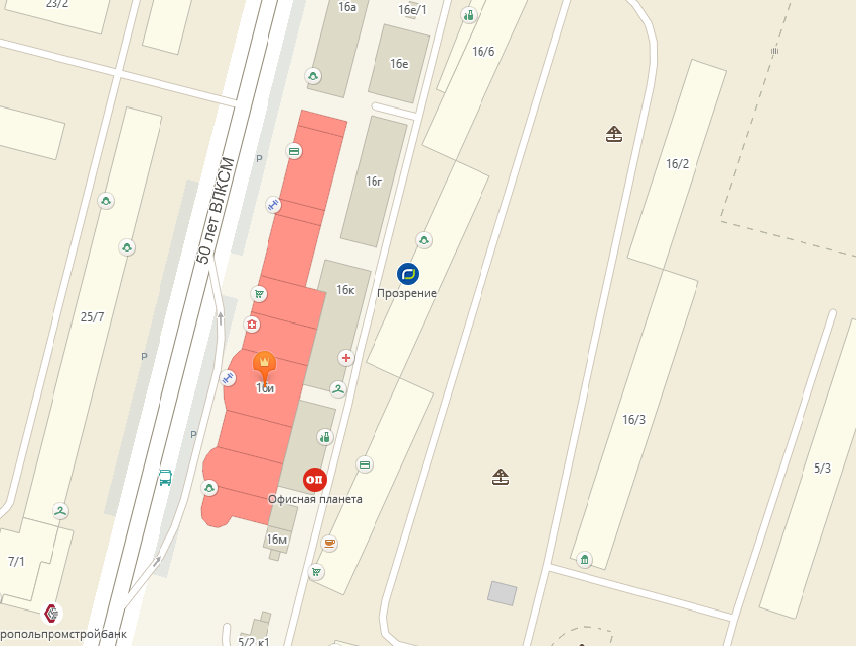 23/2
16а
16е/1
16/6
16е
16/2
Р
16г
50 лет ВЛКСМ
16к
Прозрение
25/7
Р
16и
16/3
Р
5/3
ОП
Офисная планета
16м
7/1
ропольпромстройбанк
5/2 к1